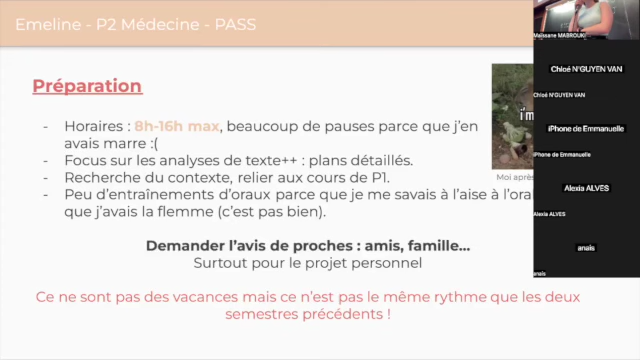 Emeline - P2 Médecine - PASS
Préparation
- Horaires : 8h-16h max, beaucoup de pauses parce que j'en
avais marre :(
- Focus sur les analyses de texte++ : plans détaillés.
- Recherche du contexte, relier aux cours de P1.
- Peu d'entraînements d'oraux parce que je me savais à l'aise à l'oral
que j'avais la flemme (c'est pas bien).
i'm
Moi après
Demander l'avis de proches : amis, famille...
Surtout pour le projet personnel
Ce ne sont pas des vacances mais ce n'est pas le même rythme que les deux
semestres précédents !
Maïssane MABROUKI
Chloé N'GUYEN VAN
Chloé N'GUYEN VAN
iPhone de Emmanuelle
iPhone de Emmanuelle
Alexia ALVES
Alexia ALVES
anais
anaïs